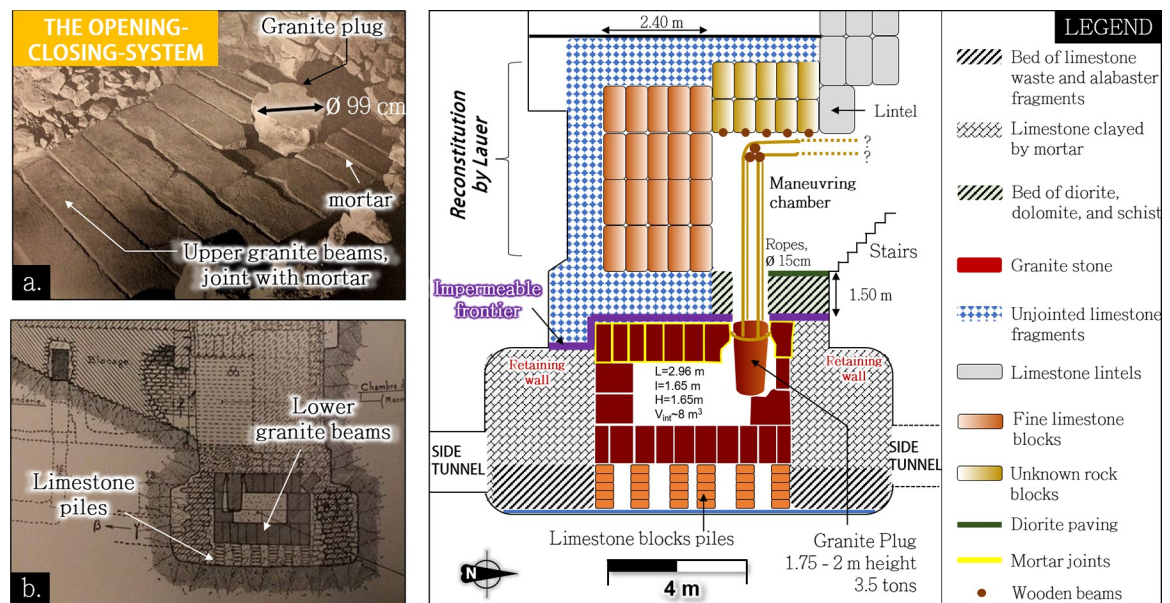 THE OPENING-
CLOSING-SYSTEM
Granite plug
Ø 99 cm
mortar
Upper granite beams,
joint with mortar
a.
Blocage
Lower
granite beams
Limestone
piles
β
γ
b.
2.40 m
Reconstitution
by Lauer
Lintel
?
?
Maneuvring
chamber
Ropes,
Ø 15cm
Stairs
1.50 m
Impermeable
frontier
Retaining
wall
Retaining
wall
L=2.96 m
l=1.65 m
H=1.65m
Vint~8 m³
SIDE
TUNNEL
SIDE
TUNNEL
Limestone blocks piles
Granite Plug
1.75 - 2 m height
3.5 tons
N
4 m
LEGEND
Bed of limestone
waste and alabaster
fragments
Limestone clayed
by mortar
Bed of diorite,
dolomite, and schist
Granite stone
Unjointed limestone
fragments
Limestone lintels
Fine limestone
blocks
Unknown rock
blocks
Diorite paving
Mortar joints
Wooden beams